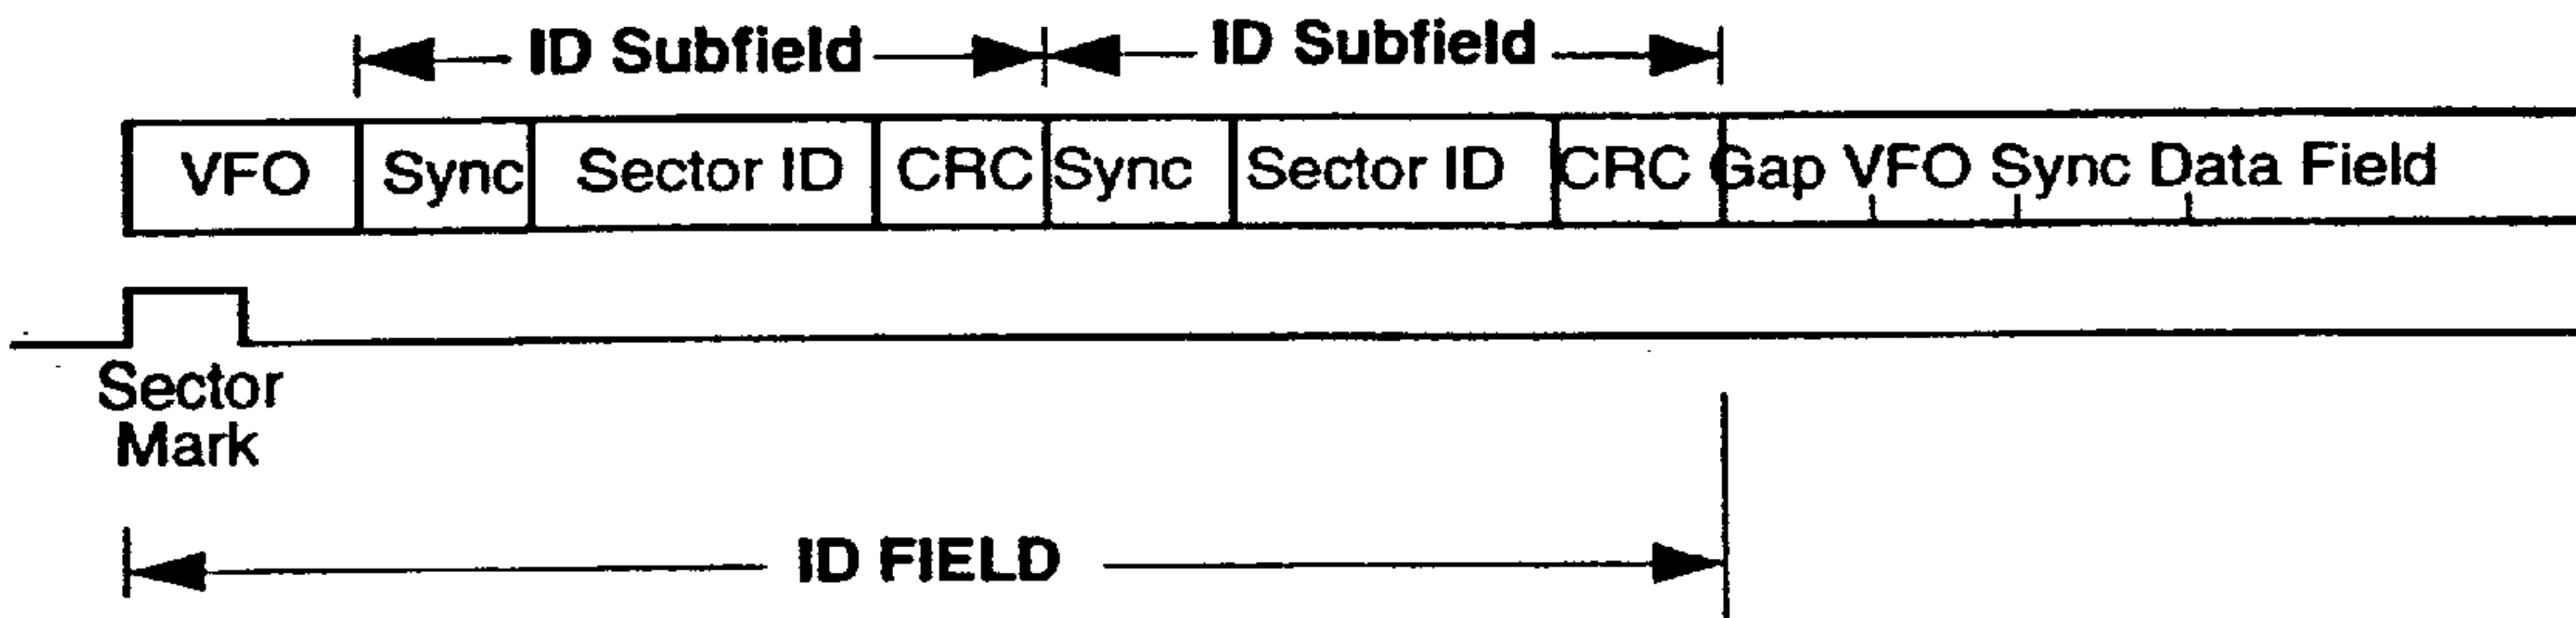 ID Subfield ID Subfield
VFO Sync Sector ID CRC Sync Sector ID CRC Gap VFO Sync Data Field
Sector
Mark
ID FIELD